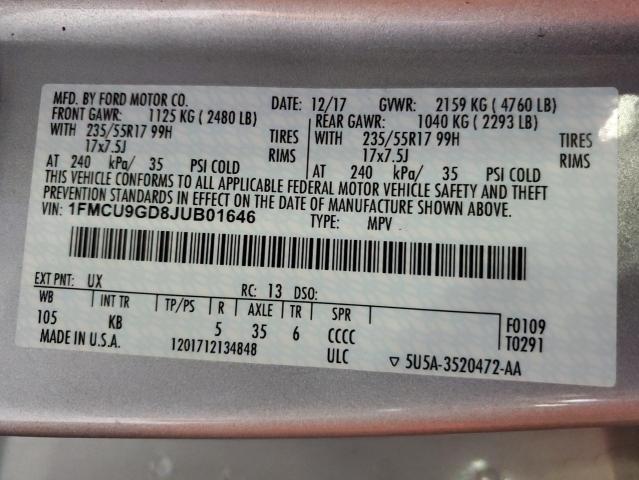 MFD. BY FORD MOTOR CO. DATE: 12/17 GVWR: 2159 KG ( 4760 LB)
FRONT GAWR: 1125 KG ( 2480 LB) REAR GAWR: 1040 KG ( 2293 LB)
WITH 235/55R17 99H TIRES WITH 235/55R17 99H TIRES
17x7.5J RIMS 17x7.5J RIMS
AT 240 kPa/ 35 PSI COLD AT 240 kPa/ 35 PSI COLD
THIS VEHICLE CONFORMS TO ALL APPLICABLE FEDERAL MOTOR VEHICLE SAFETY AND THEFT
PREVENTION STANDARDS IN EFFECT ON THE DATE OF MANUFACTURE SHOWN ABOVE.
VIN: 1FMCU9GD8JUB01646 TYPE: MPV
EXT PNT: UX RC: 13 DSO:
WB INT TR TP/PS R AXLE TR SPR F0109
105 KB 5 35 6 CCCC T0291
MADE IN U.S.A. 1201712134848 ULC ▽ 5U5A-3520472-AA